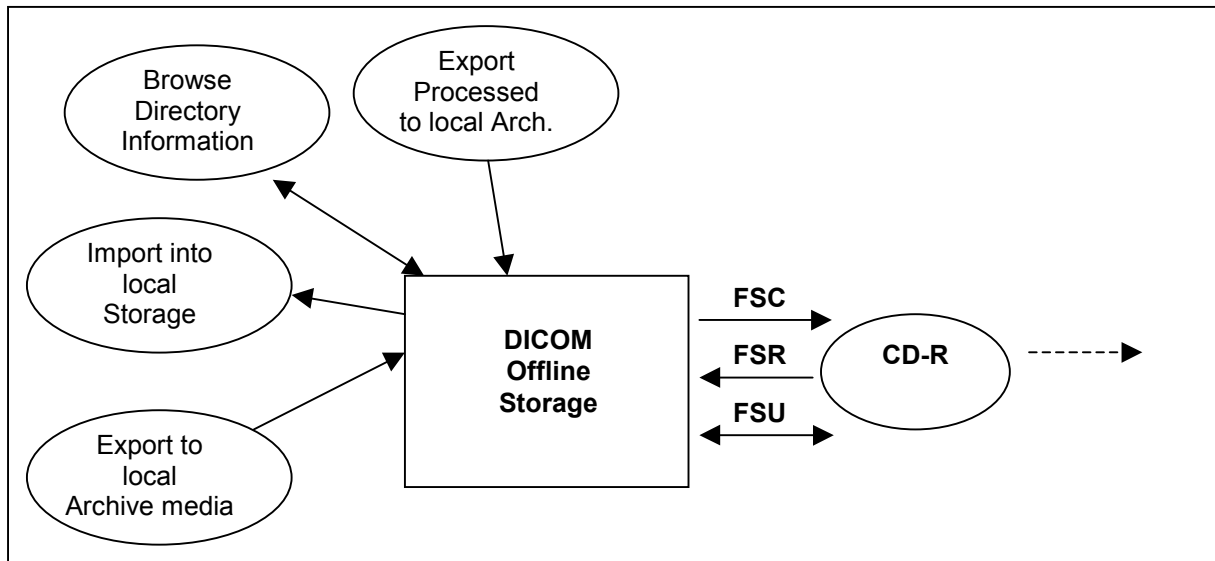 Browse
Directory
Information
Export
Processed
to local Arch.
Import into
local
Storage
Export to
local
Archive media
DICOM
Offline
Storage
FSC
FSR
FSU
CD-R